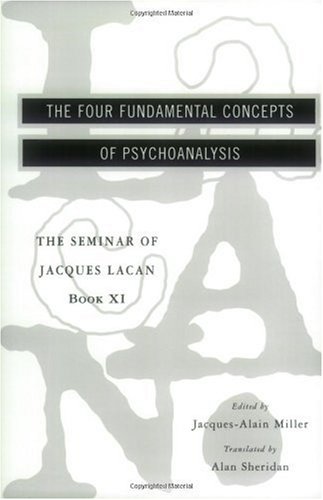 LACAN
THE FOUR FUNDAMENTAL CONCEPTS
OF PSYCHOANALYSIS
THE SEMINAR OF
JACQUES LACAN
BOOK XI
Edited by
Jacques-Alain Miller
Translated by
Alan Sheridan